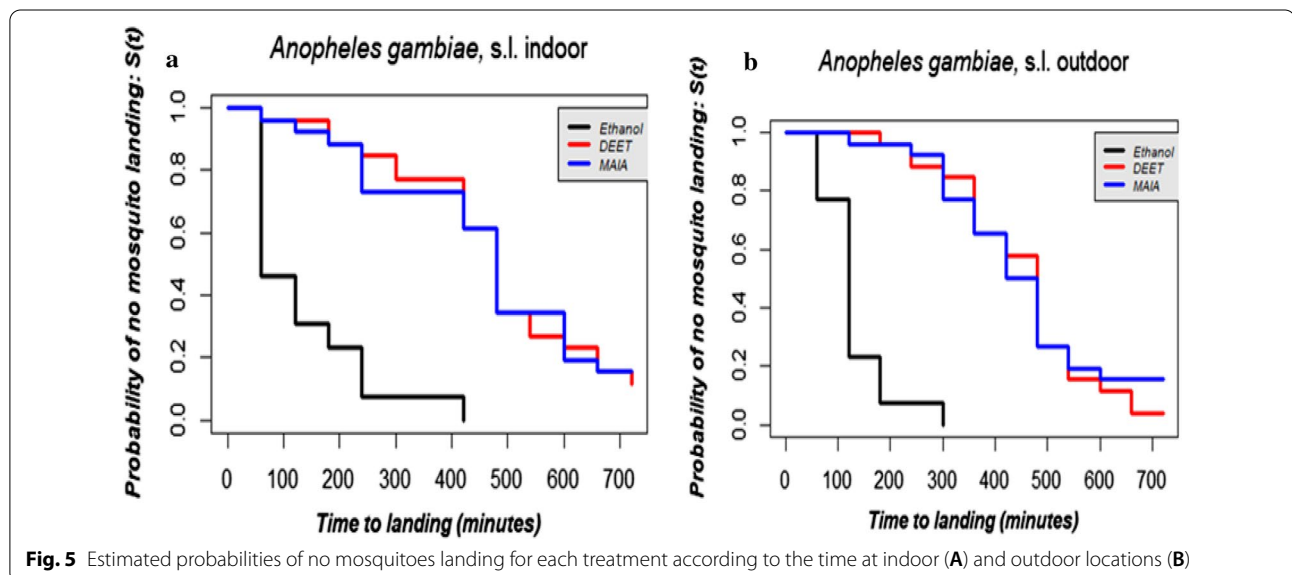 a
Anopheles gambiae, s.l. indoor
Probability of no mosquito landing: S(t)
1.0
0.8
0.6
0.4
0.2
0.0
Ethanol
DEET
MAIA
0 100 200 300 400 500 600 700
Time to landing (minutes)
b
Anopheles gambiae, s.l. outdoor
Probability of no mosquito landing: S(t)
1.0
0.8
0.6
0.4
0.2
0.0
Ethanol
DEET
MAIA
0 100 200 300 400 500 600 700
Time to landing (minutes)
Fig. 5 Estimated probabilities of no mosquitoes landing for each treatment according to the time at indoor (A) and outdoor locations (B)